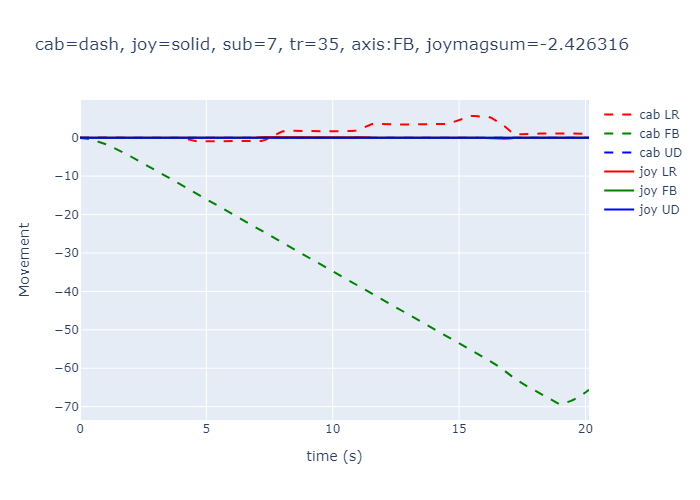 cab=dash, joy=solid, sub=7, tr=35, axis:FB, joymagsum=-2.426316
cab LR
cab FB
cab UD
joy LR
joy FB
joy UD
Movement
0
−10
−20
−30
−40
−50
−60
−70
0
5
10
15
20
time (s)